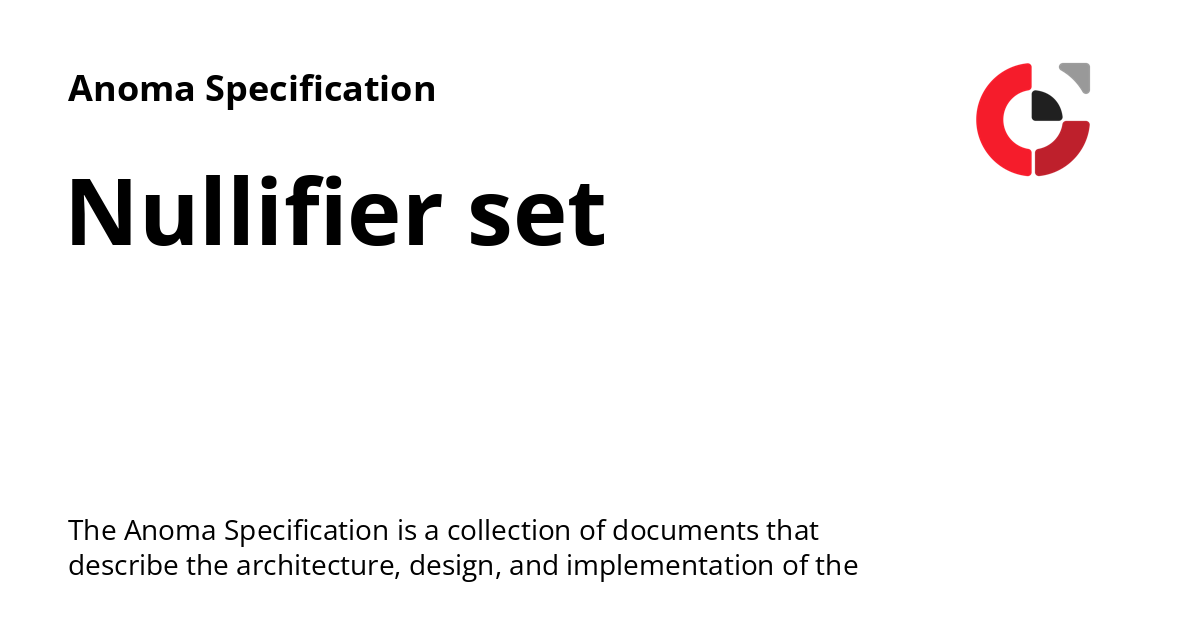 Anoma Specification
Nullifier set
The Anoma Specification is a collection of documents that
describe the architecture, design, and implementation of the